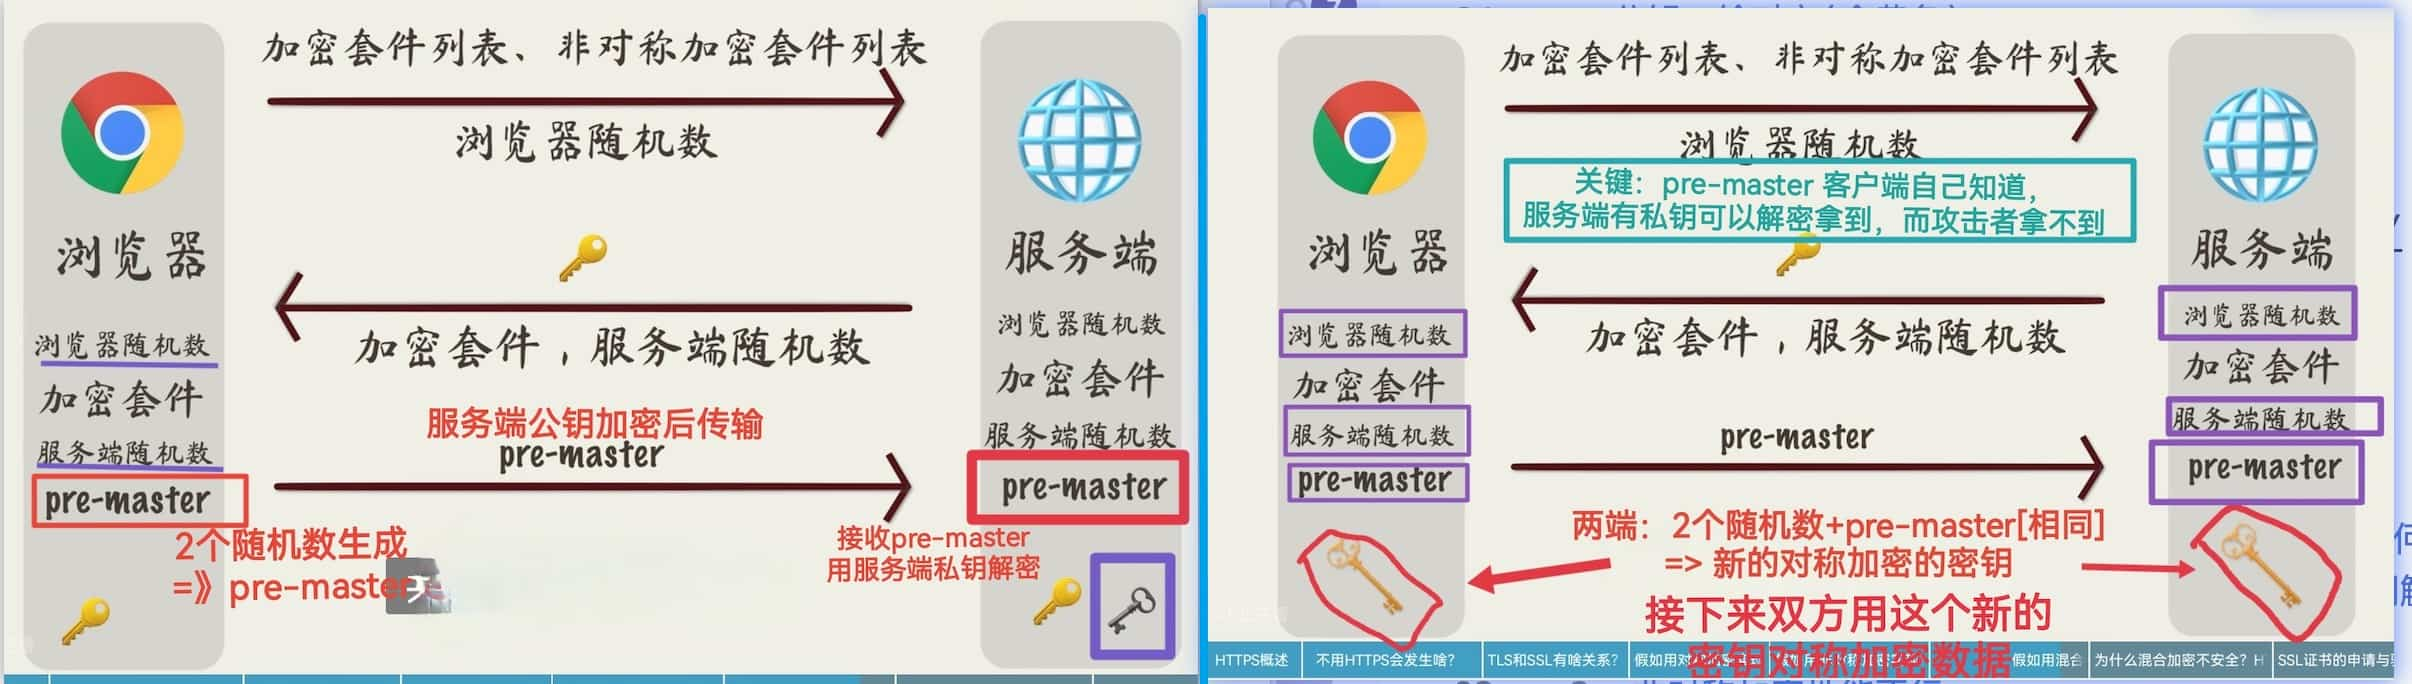 加密套件列表、非对称加密套件列表
浏览器随机数
浏览器
服务端
浏览器随机数
加密套件
服务端随机数
pre-master
加密套件，服务端随机数
服务端公钥加密后传输
pre-master
2个随机数生成
=》pre-master
浏览器随机数
加密套件
服务端随机数
pre-master
接收pre-master
用服务端私钥解密
加密套件列表、非对称加密套件列表
浏览器随机数
关键：pre-master 客户端自己知道，
服务端有私钥可以解密拿到，而攻击者拿不到
浏览器
服务端
浏览器随机数
加密套件
服务端随机数
pre-master
加密套件，服务端随机数
pre-master
浏览器随机数
加密套件
服务端随机数
pre-master
两端：2个随机数+pre-master[相同]
=> 新的对称加密的密钥
接下来双方用这个新的
密钥对称加密数据
HTTPS概述
不用HTTPS会发生啥？
TLS和SSL有啥关系？
假如用对
假如用混合
为什么混合加密不安全？H
SSL证书的申请与